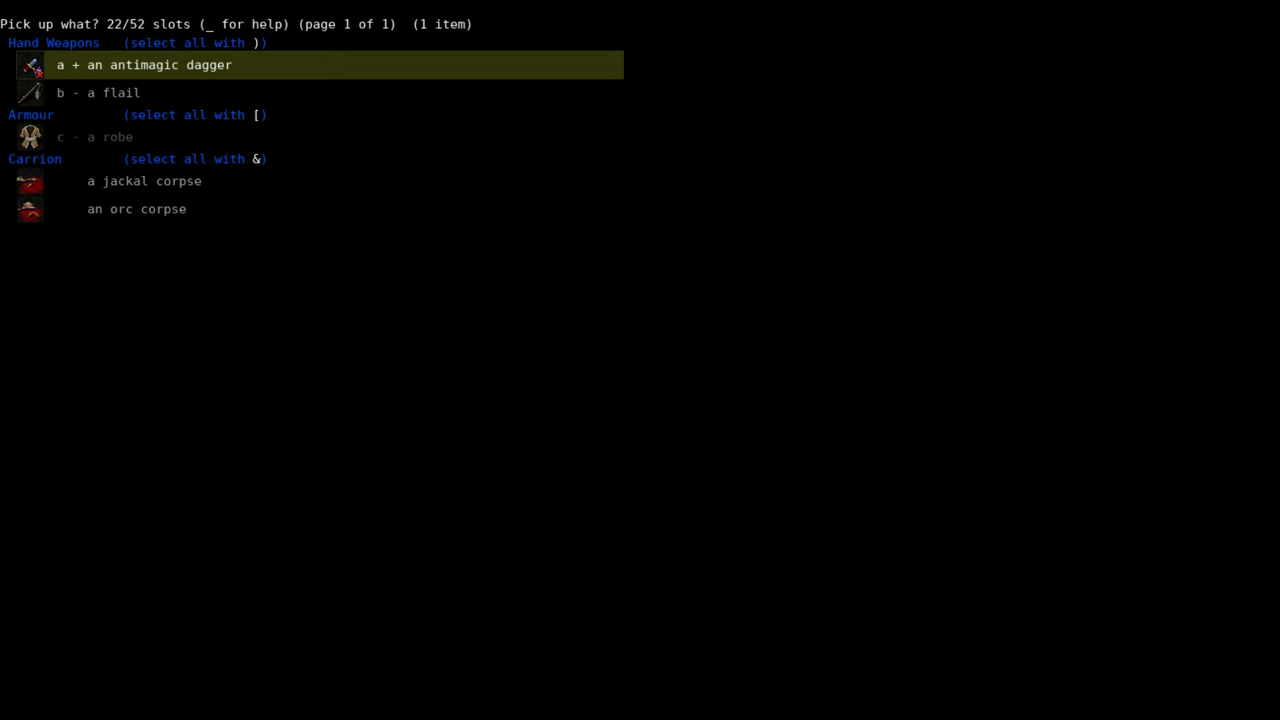 Pick up what? 22/52 slots (_ for help) (page 1 of 1)  (1 item)
Hand Weapons   (select all with ))
a + an antimagic dagger
b - a flail
Armour         (select all with [)
c - a robe
Carrion        (select all with &)
a jackal corpse
an orc corpse